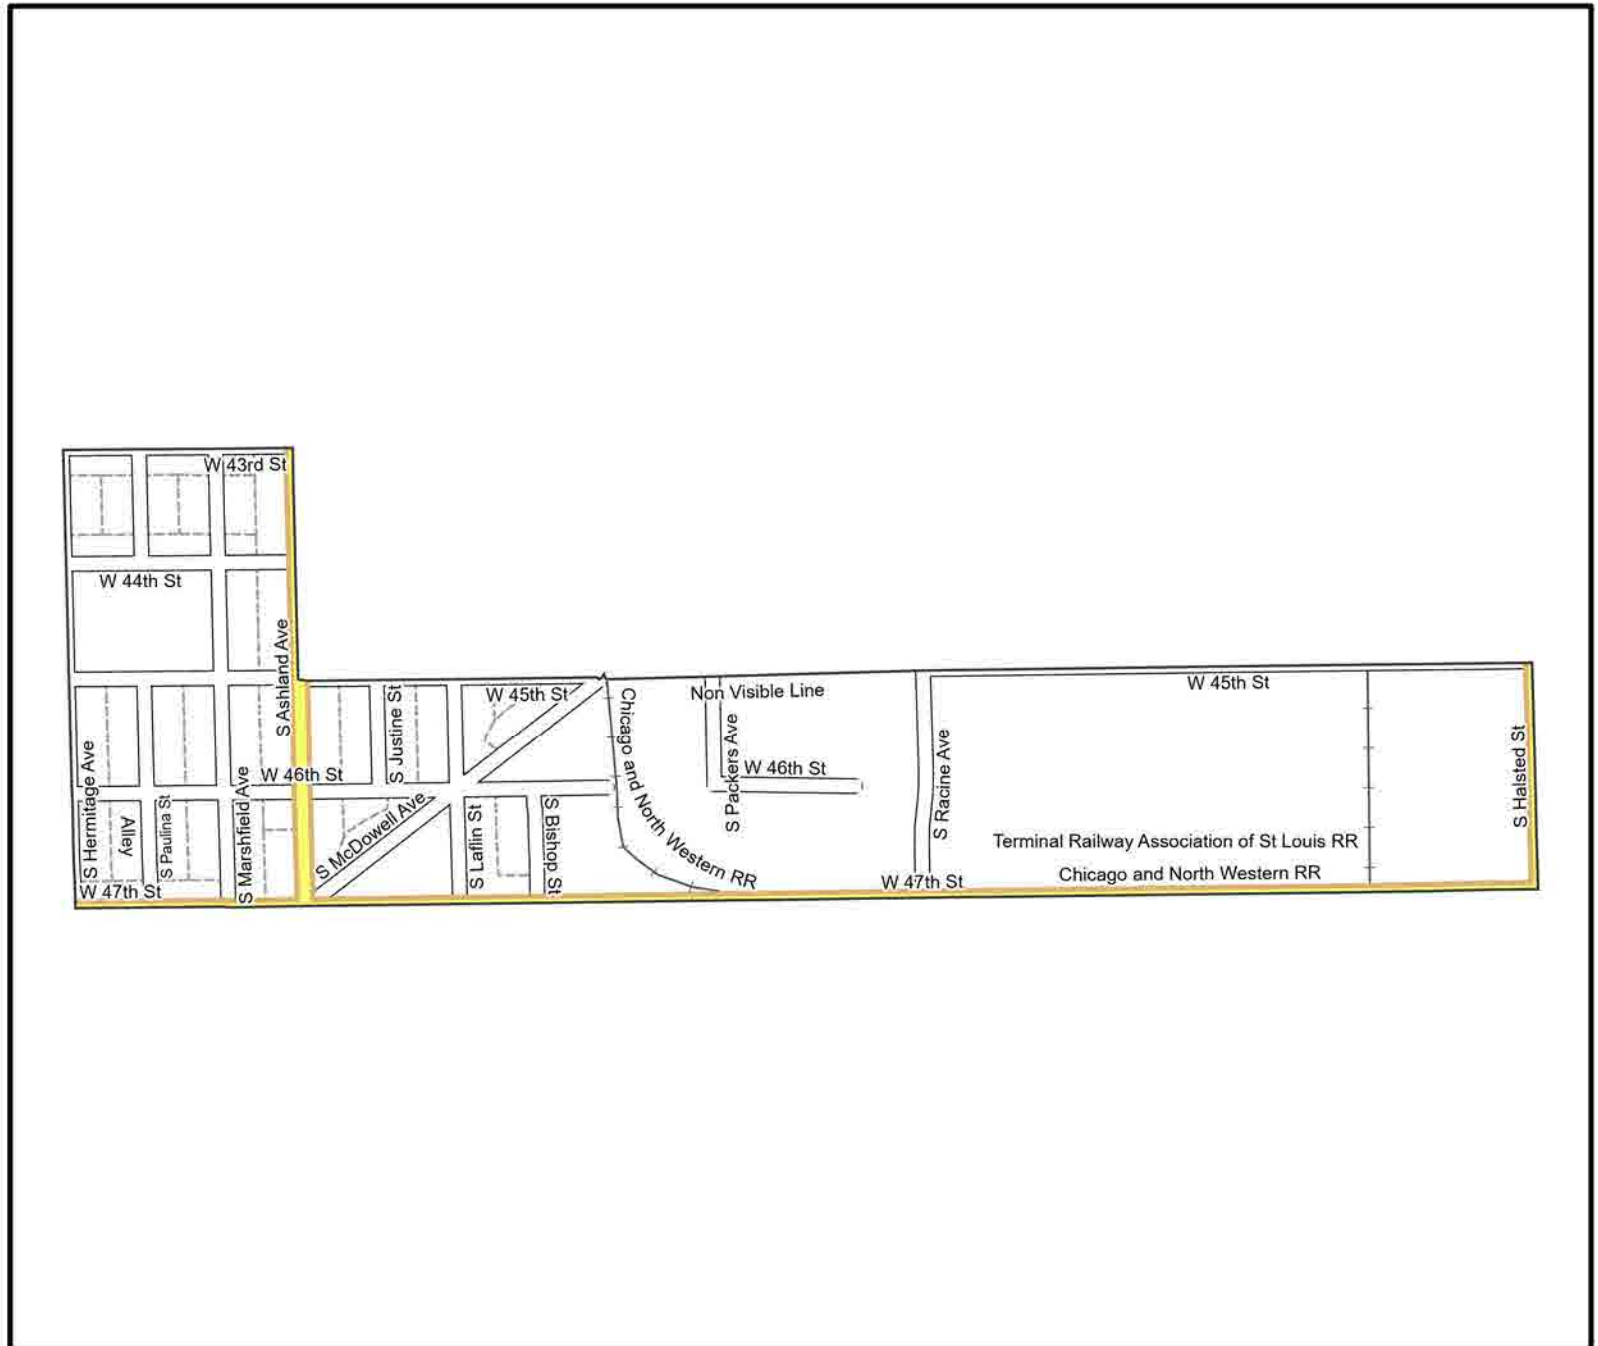 W 43rd St
W 44th St
S Ashland Ave
W 45th St
Non Visible Line
W 45th St
S Justine St
Chicago and North Western RR
S Packers Ave
S Racine Ave
S Halsted St
W 46th St
W 46th St
S Hermitage Ave
Alley
S Paulina St
S Marshfield Ave
S McDowell Ave
S Laflin St
S Bishop St
Terminal Railway Association of St Louis RR
Chicago and North Western RR
W 47th St
W 47th St